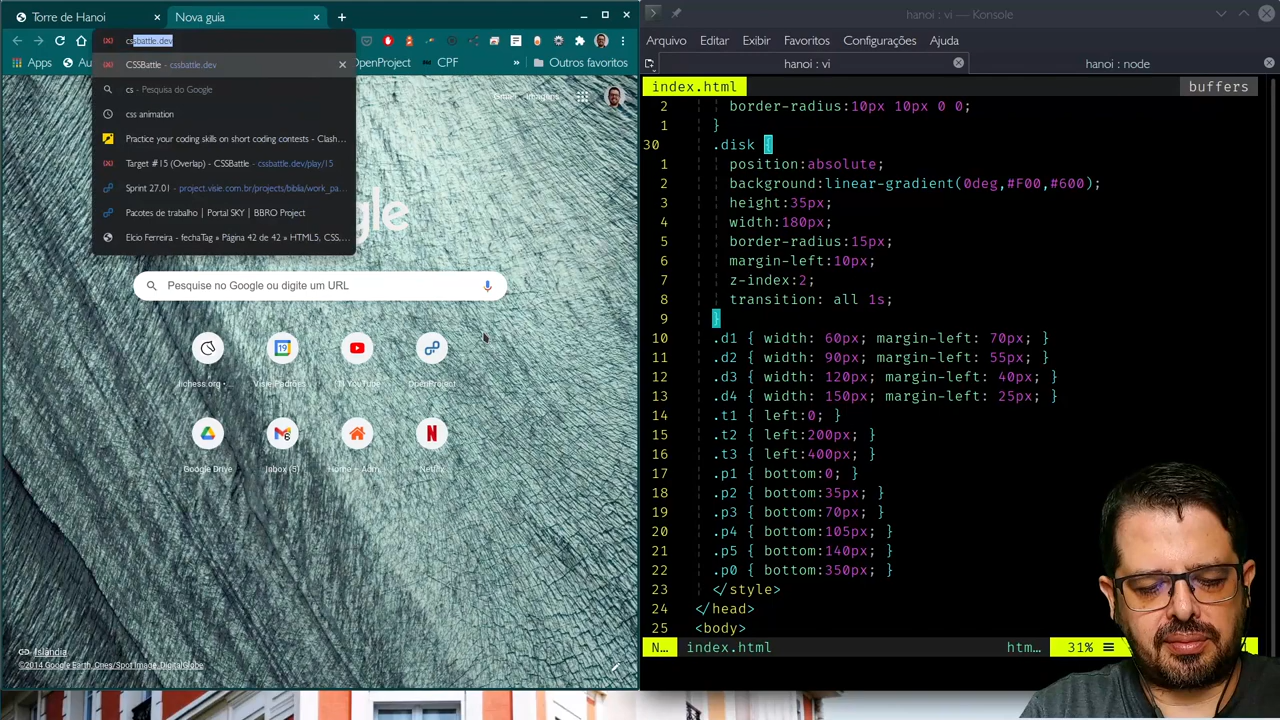 Torre de Hanoi
Nova guia
cssbattle.dev
CSSBattle - cssbattle.dev
cs - Pesquisa do Google
css animation
Practice your coding skills on short coding contests - Clash...
Target #15 (Overlap) - CSSBattle - cssbattle.dev/play/15
Sprint 27.01 - project.visie.com.br/projects/biblia/work_pa...
Pacotes de trabalho | Portal SKY | BBRO Project
Elcio Ferreira - fechaTag » Página 42 de 42 » HTML5, CSS,...
Apps
OpenProject
CPF
»
Outros favoritos
Gmail
Imagens
Pesquise no Google ou digite um URL
lichess.org •...
YouTube
OpenProject
Google Drive
Inbox (5)
Home - Adm...
Netflix
Islândia
©2014 Google Earth, Cnes/Spot Image, DigitalGlobe
hanoi : vi — Konsole
Arquivo Editar Exibir Favoritos Configurações Ajuda
hanoi : vi
hanoi : node
index.html
buffers
2 border-radius:10px 10px 0 0;
1 }
30 .disk {
1 position:absolute;
2 background:linear-gradient(0deg,#F00,#600);
3 height:35px;
4 width:180px;
5 border-radius:15px;
6 margin-left:10px;
7 z-index:2;
8 transition: all 1s;
9 }
10 .d1 { width: 60px; margin-left: 70px; }
11 .d2 { width: 90px; margin-left: 55px; }
12 .d3 { width: 120px; margin-left: 40px; }
13 .d4 { width: 150px; margin-left: 25px; }
14 .t1 { left:0; }
15 .t2 { left:200px; }
16 .t3 { left:400px; }
17 .p1 { bottom:0; }
18 .p2 { bottom:35px; }
19 .p3 { bottom:70px; }
20 .p4 { bottom:105px; }
21 .p5 { bottom:140px; }
22 .p0 { bottom:350px; }
23 </style>
24 </head>
25 <body>
N… index.html htm… 31% ☰